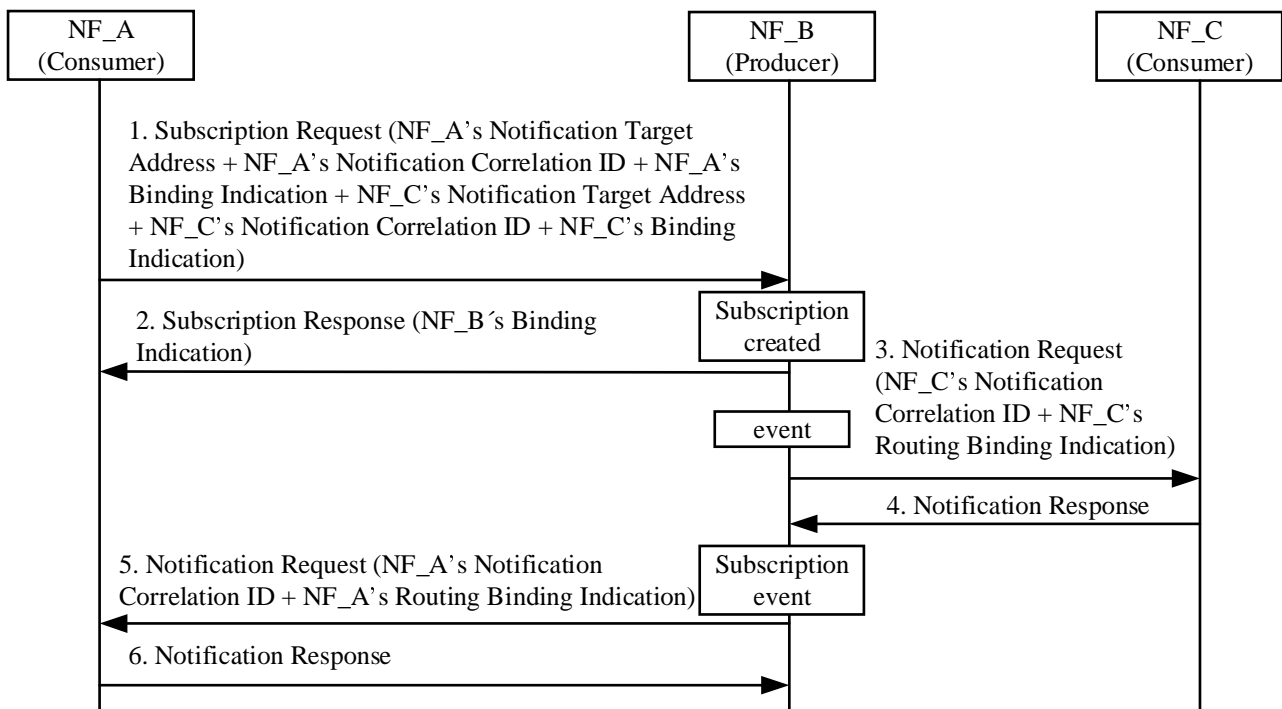 NF_A
(Consumer)
NF_B
(Producer)
NF_C
(Consumer)
1. Subscription Request (NF_A’s Notification Target
Address + NF_A’s Notification Correlation ID + NF_A’s
Binding Indication + NF_C’s Notification Target Address
+ NF_C’s Notification Correlation ID + NF_C’s Binding
Indication)
Subscription
created
2. Subscription Response (NF_B´s Binding
Indication)
event
3. Notification Request
(NF_C’s Notification
Correlation ID + NF_C’s
Routing Binding Indication)
4. Notification Response
Subscription
event
5. Notification Request (NF_A’s Notification
Correlation ID + NF_A’s Routing Binding Indication)
6. Notification Response